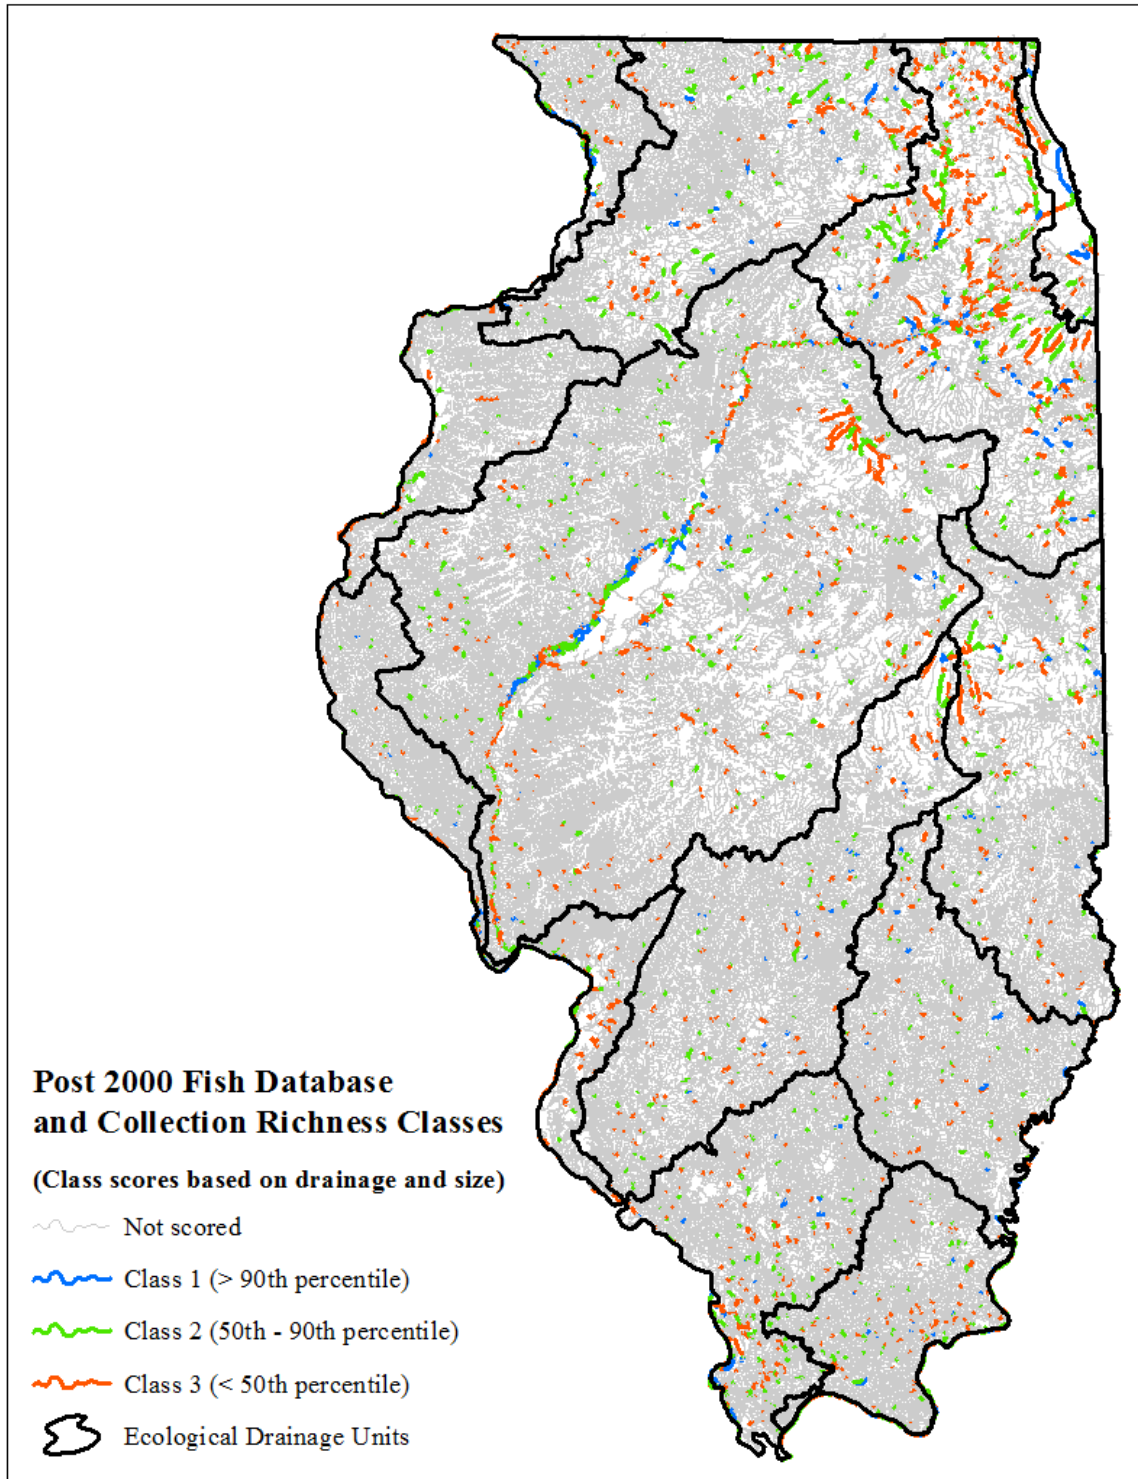 Post 2000 Fish Database
and Collection Richness Classes
(Class scores based on drainage and size)
Not scored
Class 1 (> 90th percentile)
Class 2 (50th - 90th percentile)
Class 3 (< 50th percentile)
Ecological Drainage Units